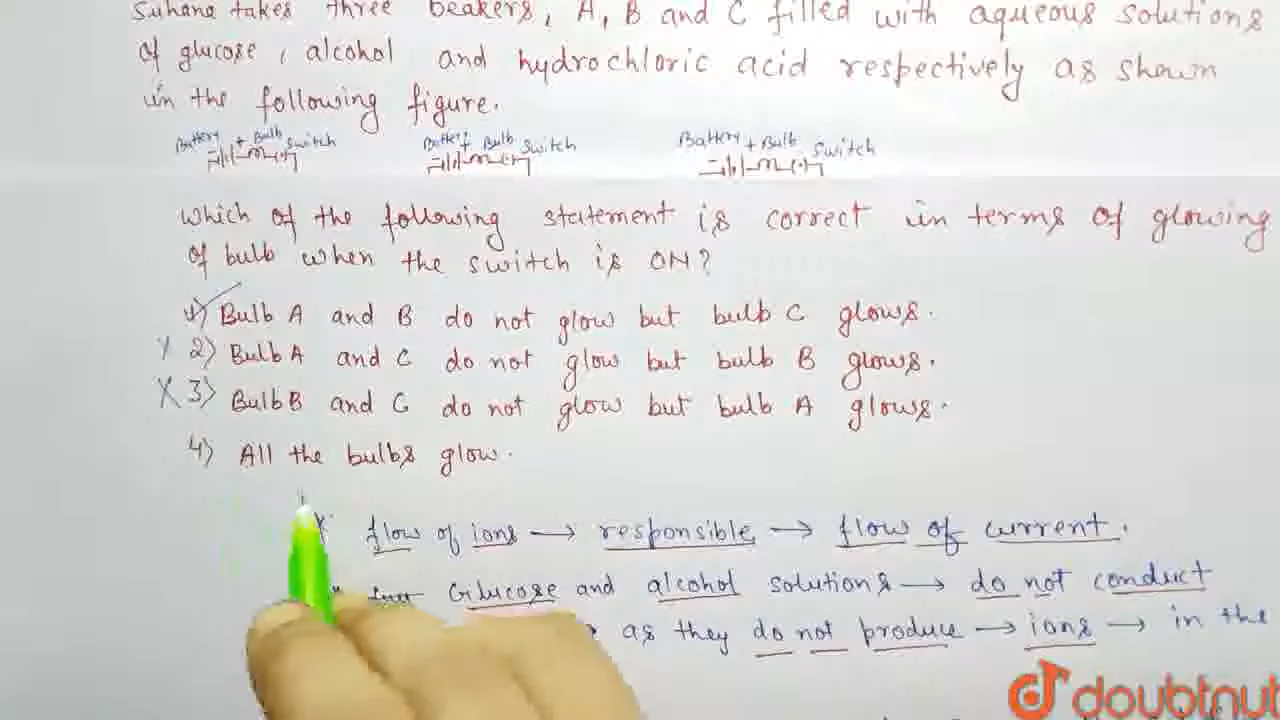 Suhana takes three beakers, A, B and C filled with aqueous solutions
of glucose, alcohol and hydrochloric acid respectively as shown
in the following figure.
Battery + Bulb Switch Battery + Bulb Switch Battery + Bulb Switch
Which of the following statement is correct in terms of glowing
of bulb when the switch is ON?
1) Bulb A and B do not glow but bulb C glows.
X 2) Bulb A and C do not glow but bulb B glows.
X 3) Bulb B and C do not glow but bulb A glows.
4) All the bulbs glow.
* flow of ions → responsible → flow of current.
Glucose and alcohol solutions → do not conduct
as they do not produce → ions → in the
doubtnut